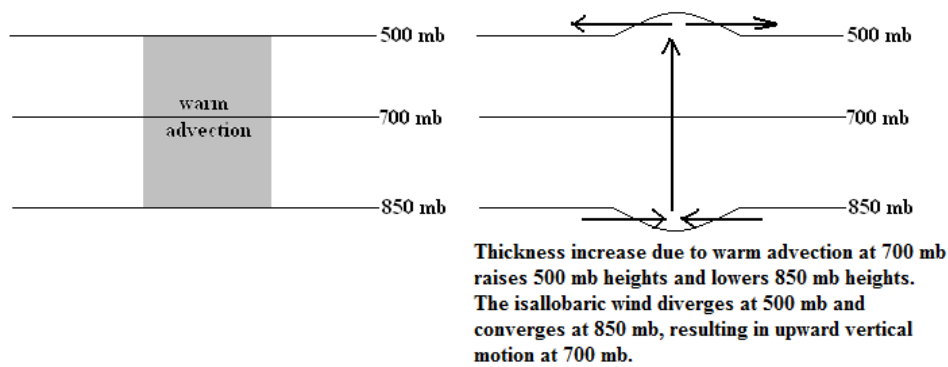 500 mb
warm
advection
700 mb
850 mb
500 mb
700 mb
850 mb
Thickness increase due to warm advection at 700 mb
raises 500 mb heights and lowers 850 mb heights.
The isallobaric wind diverges at 500 mb and
converges at 850 mb, resulting in upward vertical
motion at 700 mb.